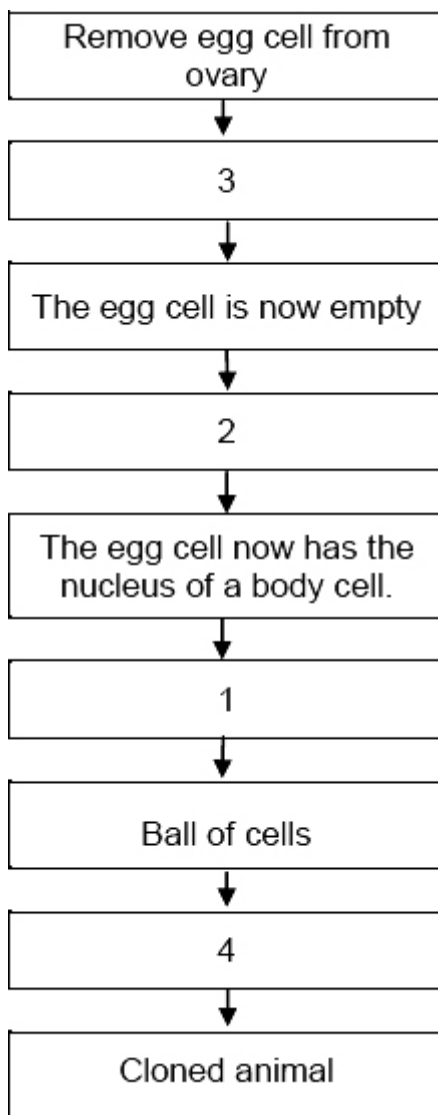 Remove egg cell from
ovary
3
The egg cell is now empty
2
The egg cell now has the
nucleus of a body cell.
1
Ball of cells
4
Cloned animal